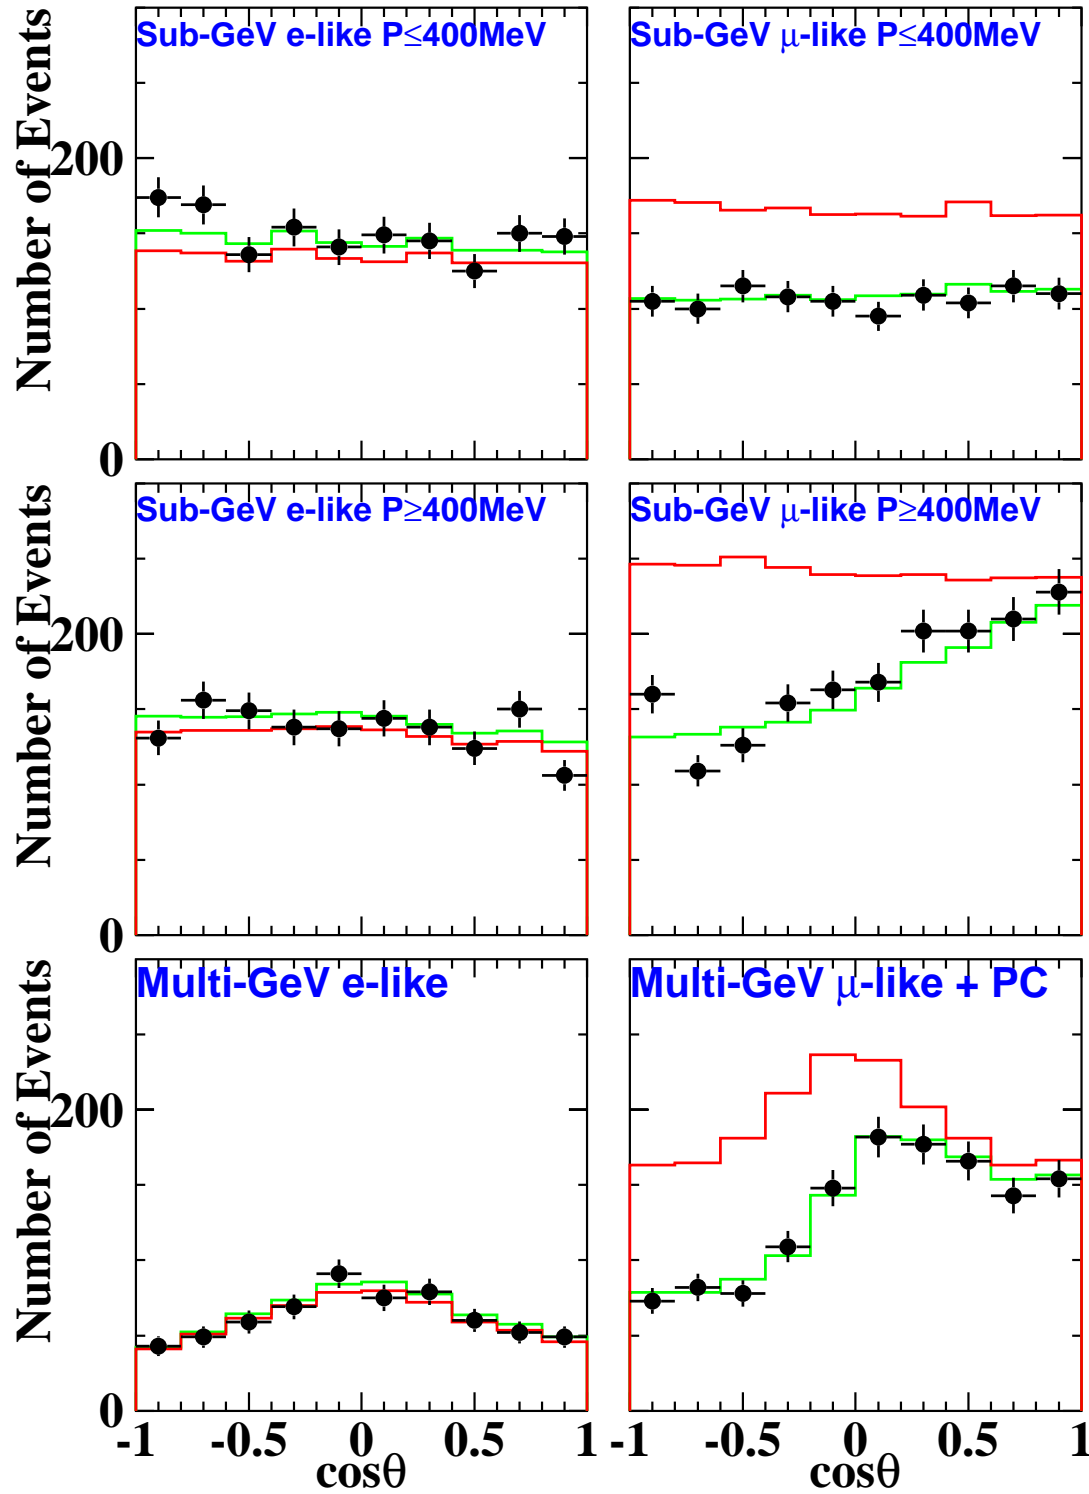 Sub-GeV e-like P≤400MeV
Sub-GeV μ-like P≤400MeV
Number of Events
200
0
Sub-GeV e-like P≥400MeV
Sub-GeV μ-like P≥400MeV
Number of Events
200
0
Multi-GeV e-like
Multi-GeV μ-like + PC
Number of Events
200
0
-1 -0.5 0 0.5 1
-1 -0.5 0 0.5 1
cosθ
cosθ